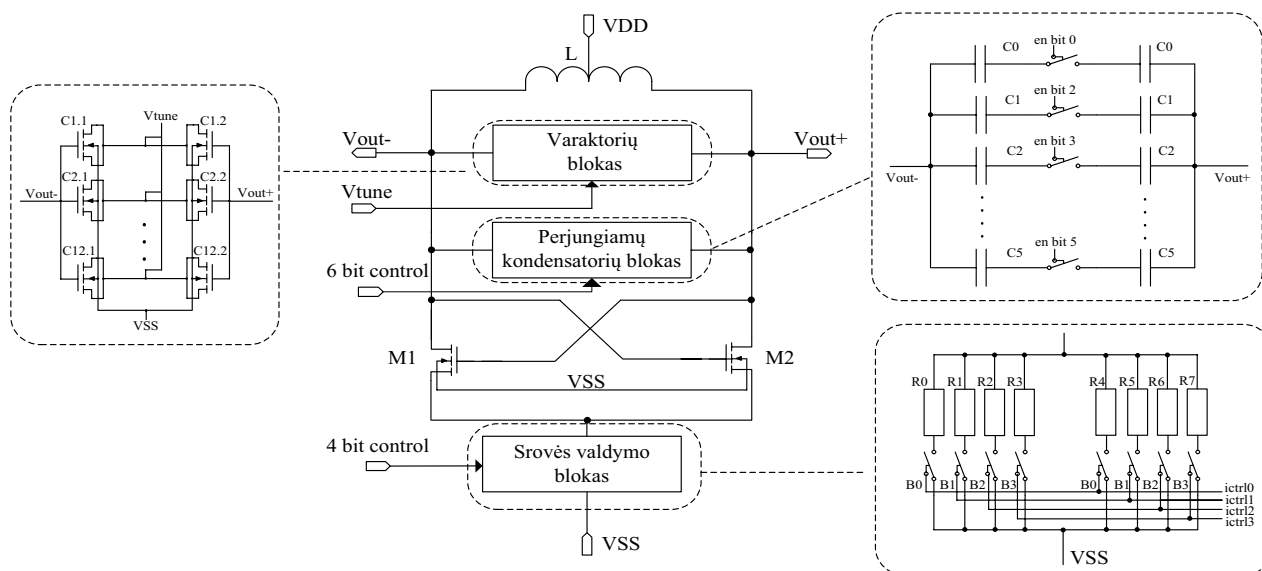 VDD
L
Vout-
Varaktorių
blokas
Vout+
Vtune
Perjungiamų
kondensatorių blokas
6 bit control
M1
M2
VSS
4 bit control
Srovės valdymo
blokas
VSS
Vtune
C1.1
C1.2
C2.1
C2.2
Vout-
Vout+
C12.1
C12.2
VSS
C0
en bit 0
C0
C1
en bit 2
C1
C2
en bit 3
C2
Vout-
Vout+
C5
en bit 5
C5
R0
R1
R2
R3
R4
R5
R6
R7
B0
B1
B2
B3
B0
B1
B2
B3
ictrl0
ictrl1
ictrl2
ictrl3
VSS